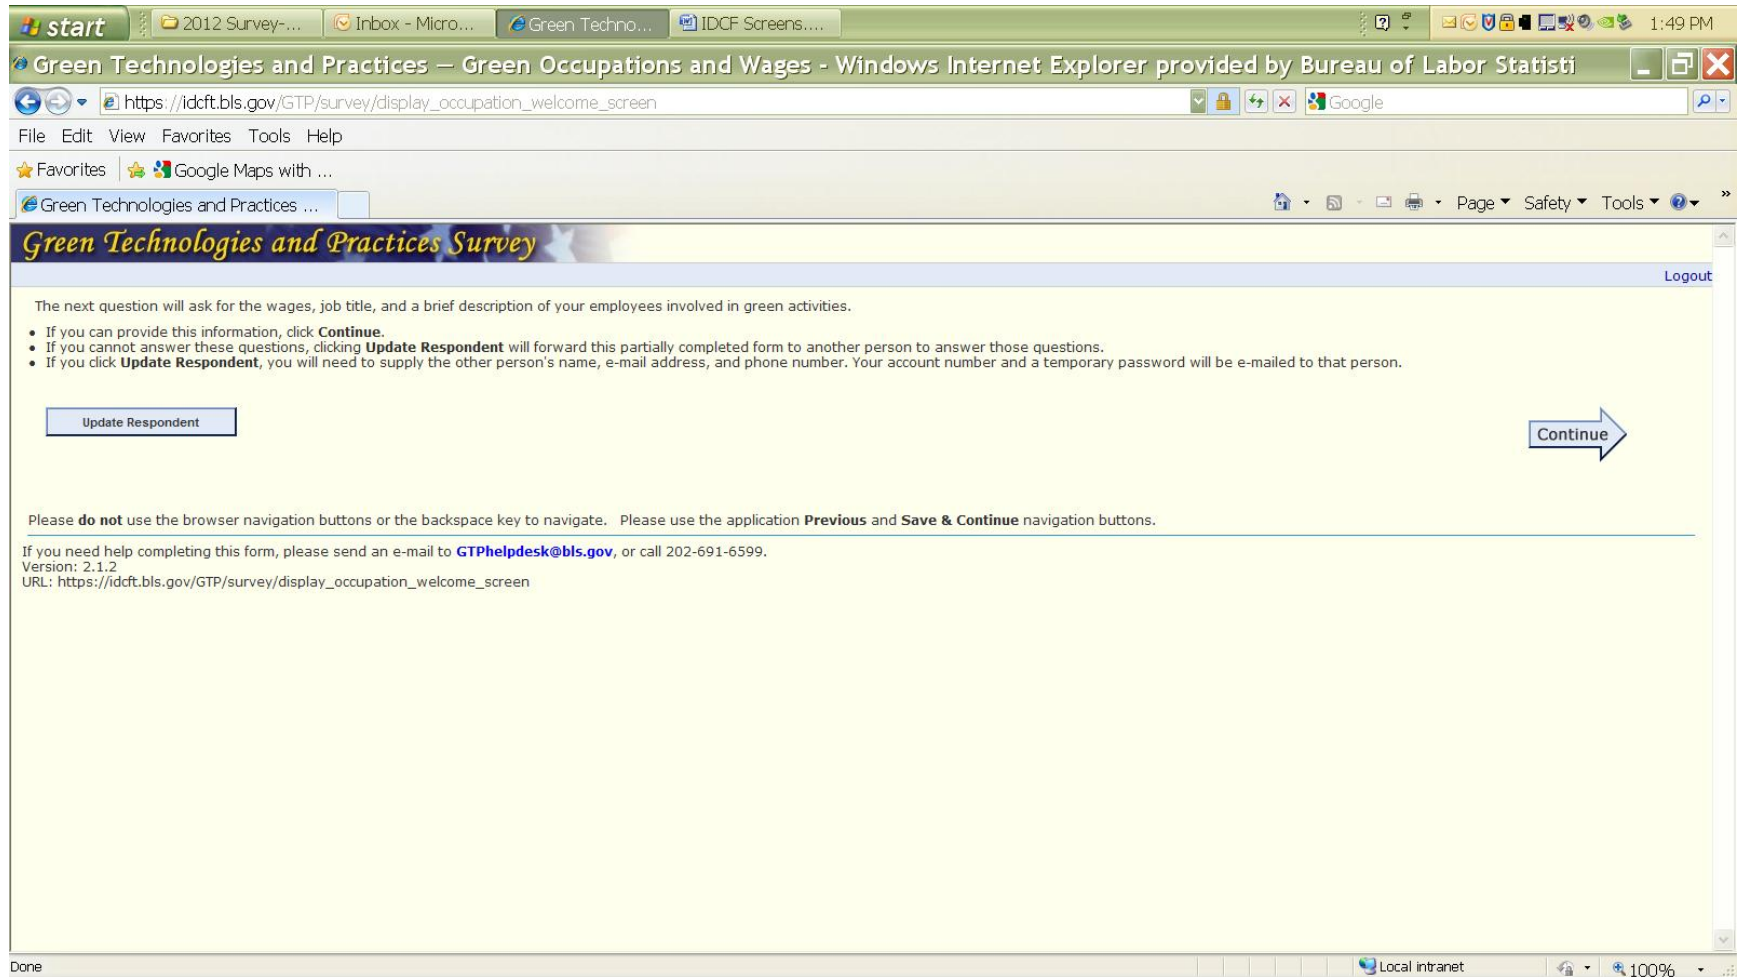 start
2012 Survey-...
Inbox - Micro...
Green Techno...
IDCF Screens....
1:49 PM
Green Technologies and Practices — Green Occupations and Wages - Windows Internet Explorer provided by Bureau of Labor Statisti
https://idcft.bls.gov/GTP/survey/display_occupation_welcome_screen
Google
File Edit View Favorites Tools Help
Favorites Google Maps with ...
Green Technologies and Practices ...
Page Safety Tools »
Green Technologies and Practices Survey
Logout
The next question will ask for the wages, job title, and a brief description of your employees involved in green activities.
• If you can provide this information, click Continue.
• If you cannot answer these questions, clicking Update Respondent will forward this partially completed form to another person to answer those questions.
• If you click Update Respondent, you will need to supply the other person's name, e-mail address, and phone number. Your account number and a temporary password will be e-mailed to that person.
Update Respondent
Continue
Please do not use the browser navigation buttons or the backspace key to navigate. Please use the application Previous and Save & Continue navigation buttons.
If you need help completing this form, please send an e-mail to GTPhelpdesk@bls.gov, or call 202-691-6599.
Version: 2.1.2
URL: https://idcft.bls.gov/GTP/survey/display_occupation_welcome_screen
Done
Local intranet
100%